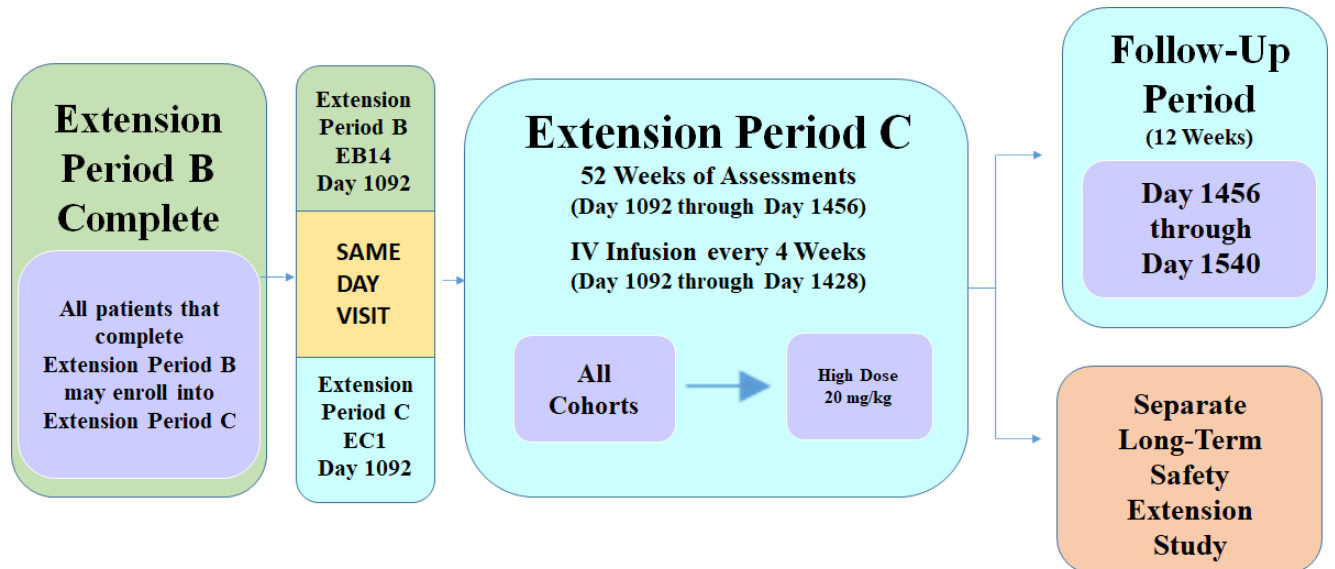 Extension
Period B
Complete
All patients that
complete
Extension Period B
may enroll into
Extension Period C
Extension
Period B
EB14
Day 1092
SAME
DAY
VISIT
Extension
Period C
EC1
Day 1092
Extension Period C
52 Weeks of Assessments
(Day 1092 through Day 1456)
IV Infusion every 4 Weeks
(Day 1092 through Day 1428)
All
Cohorts
High Dose
20 mg/kg
Follow-Up
Period
(12 Weeks)
Day 1456
through
Day 1540
Separate
Long-Term
Safety
Extension
Study